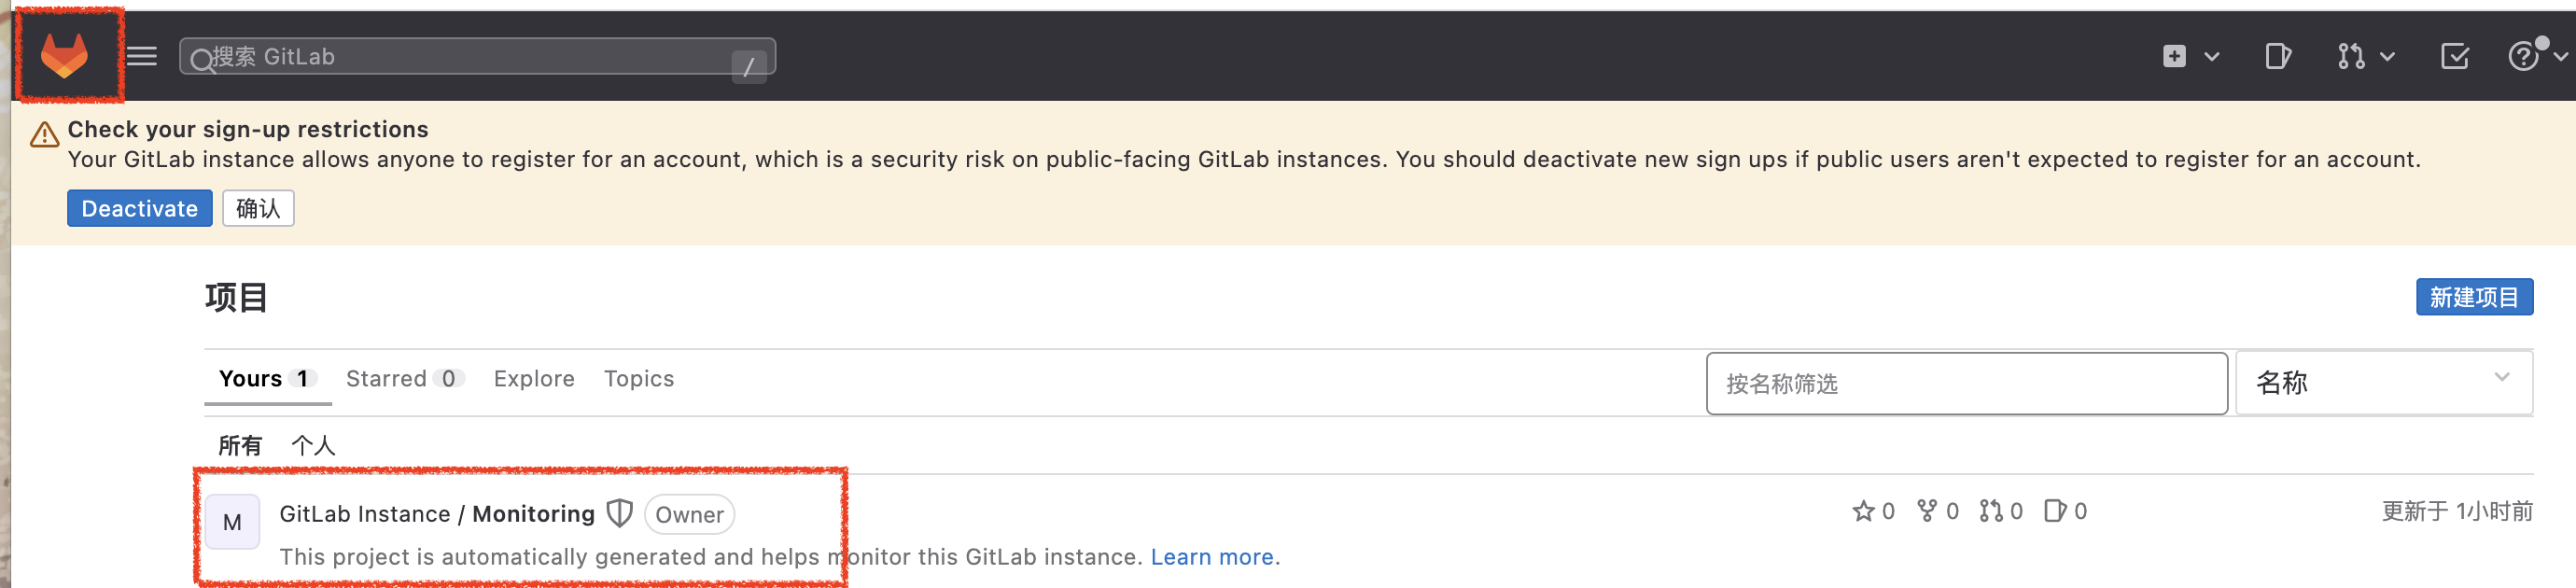 搜索 GitLab /
Check your sign-up restrictions
Your GitLab instance allows anyone to register for an account, which is a security risk on public-facing GitLab instances. You should deactivate new sign ups if public users aren't expected to register for an account.
Deactivate 确认
项目 新建项目
Yours 1 Starred 0 Explore Topics 按名称筛选 名称
所有 个人
M GitLab Instance / Monitoring Owner 0 0 0 0 更新于 1小时前
This project is automatically generated and helps monitor this GitLab instance. Learn more.